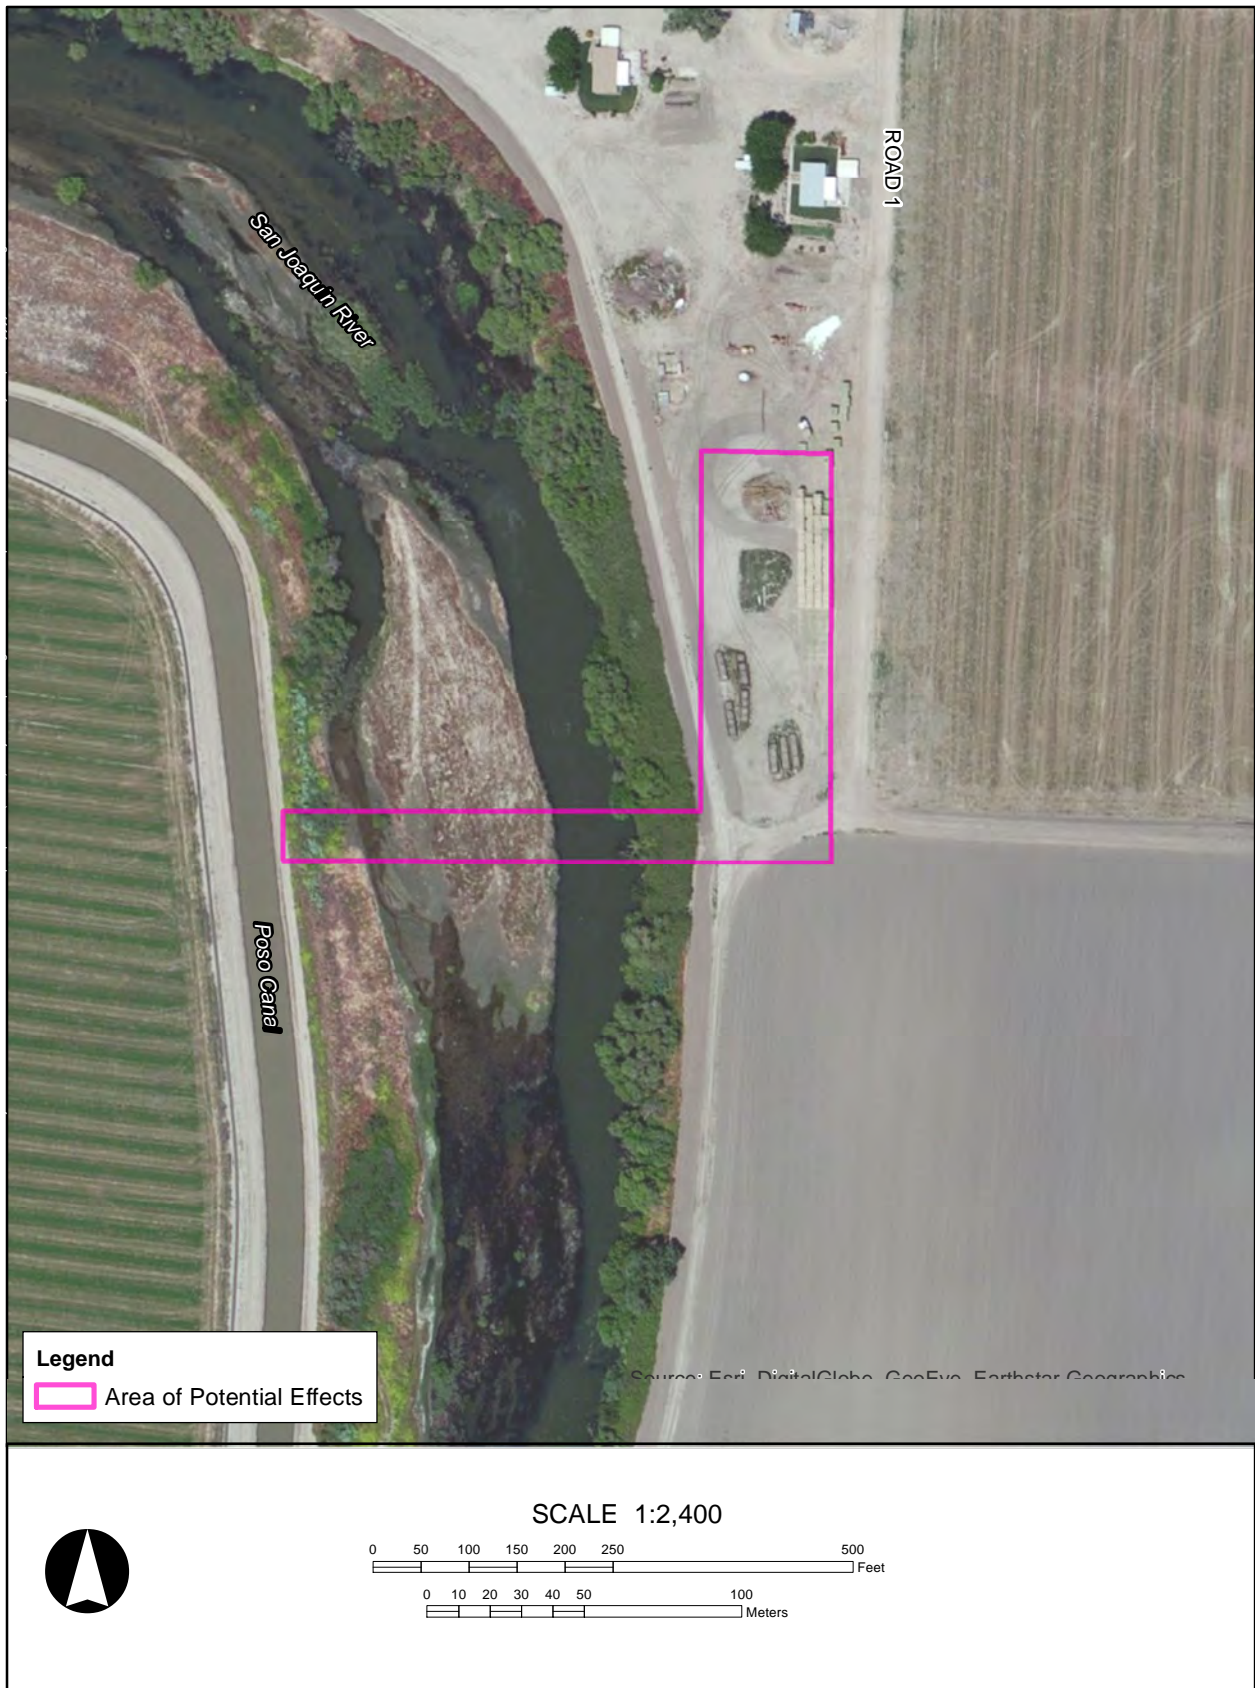 ROAD 1
San Joaquin River
Poso Canal
Legend
Area of Potential Effects
Source: Esri, DigitalGlobe, GeoEye, Earthstar Geographics
SCALE 1:2,400
0 50 100 150 200 250 500
Feet
0 10 20 30 40 50 100
Meters